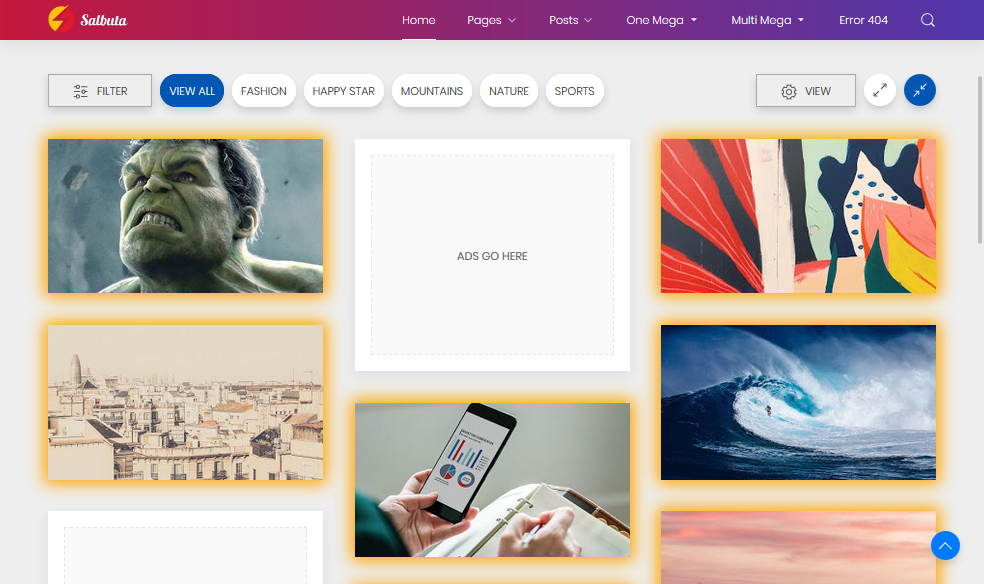 Salbuta
Home
Pages
Posts
One Mega
Multi Mega
Error 404
FILTER
VIEW ALL
FASHION
HAPPY STAR
MOUNTAINS
NATURE
SPORTS
VIEW
ADS GO HERE